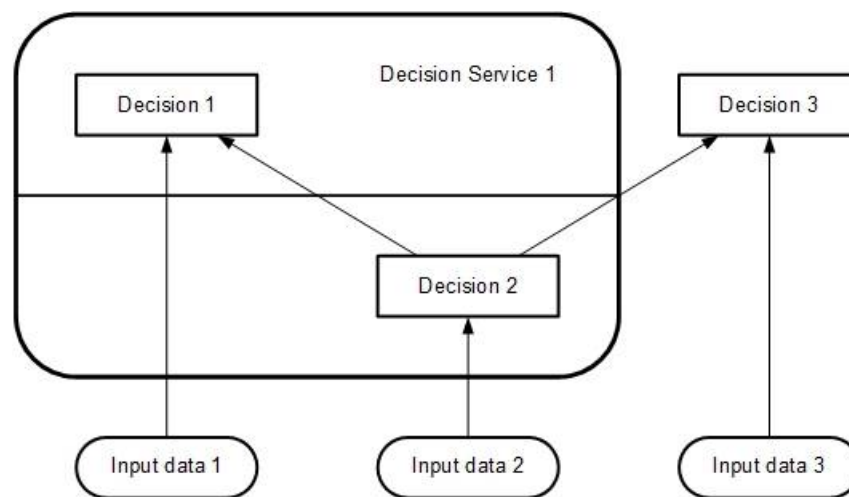 Decision Service 1
Decision 1
Decision 3
Decision 2
Input data 1
Input data 2
Input data 3